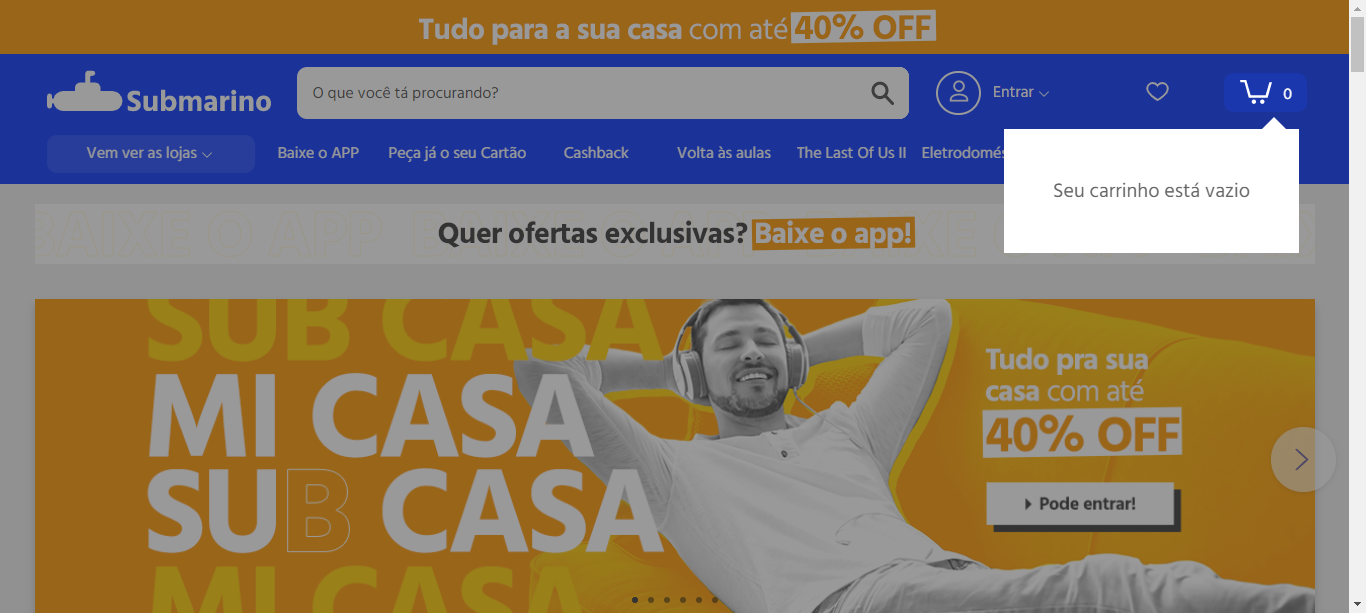 Tudo para a sua casa com até 40% OFF
Submarino
O que você tá procurando?
Entrar
0
Vem ver as lojas
Baixe o APP
Peça já o seu Cartão
Cashback
Volta às aulas
The Last Of Us II
Eletrodomés
Seu carrinho está vazio
Quer ofertas exclusivas? Baixe o app!
SUB CASA
MI CASA
SUB CASA
MI CASA
Tudo pra sua
casa com até
40% OFF
Pode entrar!